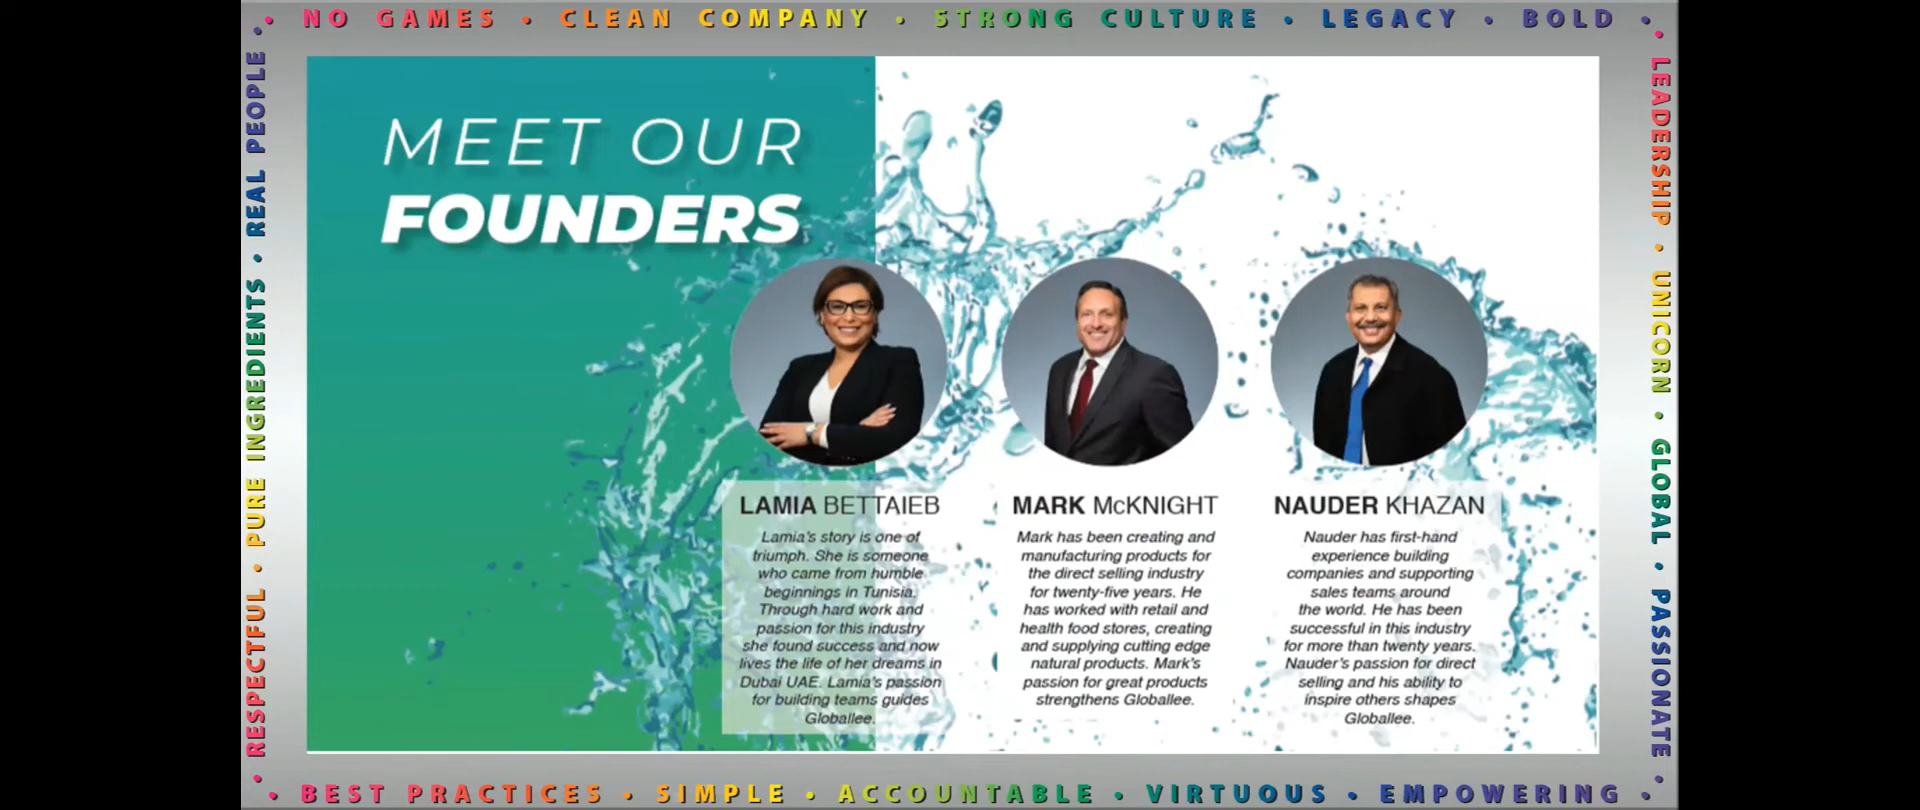 • NO GAMES • CLEAN COMPANY • STRONG CULTURE • LEGACY • BOLD •
• LEADERSHIP • UNICORN • GLOBAL • PASSIONATE •
• BEST PRACTICES • SIMPLE • ACCOUNTABLE • VIRTUOUS • EMPOWERING •
• RESPECTFUL • PURE INGREDIENTS • REAL PEOPLE •
MEET OUR
FOUNDERS
LAMIA BETTAIEB
Lamia's story is one of
triumph. She is someone
who came from humble
beginnings in Tunisia.
Through hard work and
passion for this industry
she found success and now
lives the life of her dreams in
Dubai UAE. Lamia's passion
for building teams guides
Globallee.
MARK McKNIGHT
Mark has been creating and
manufacturing products for
the direct selling industry
for twenty-five years. He
has worked with retail and
health food stores, creating
and supplying cutting edge
natural products. Mark's
passion for great products
strengthens Globallee.
NAUDER KHAZAN
Nauder has first-hand
experience building
companies and supporting
sales teams around
the world. He has been
successful in this industry
for more than twenty years.
Nauder's passion for direct
selling and his ability to
inspire others shapes
Globallee.